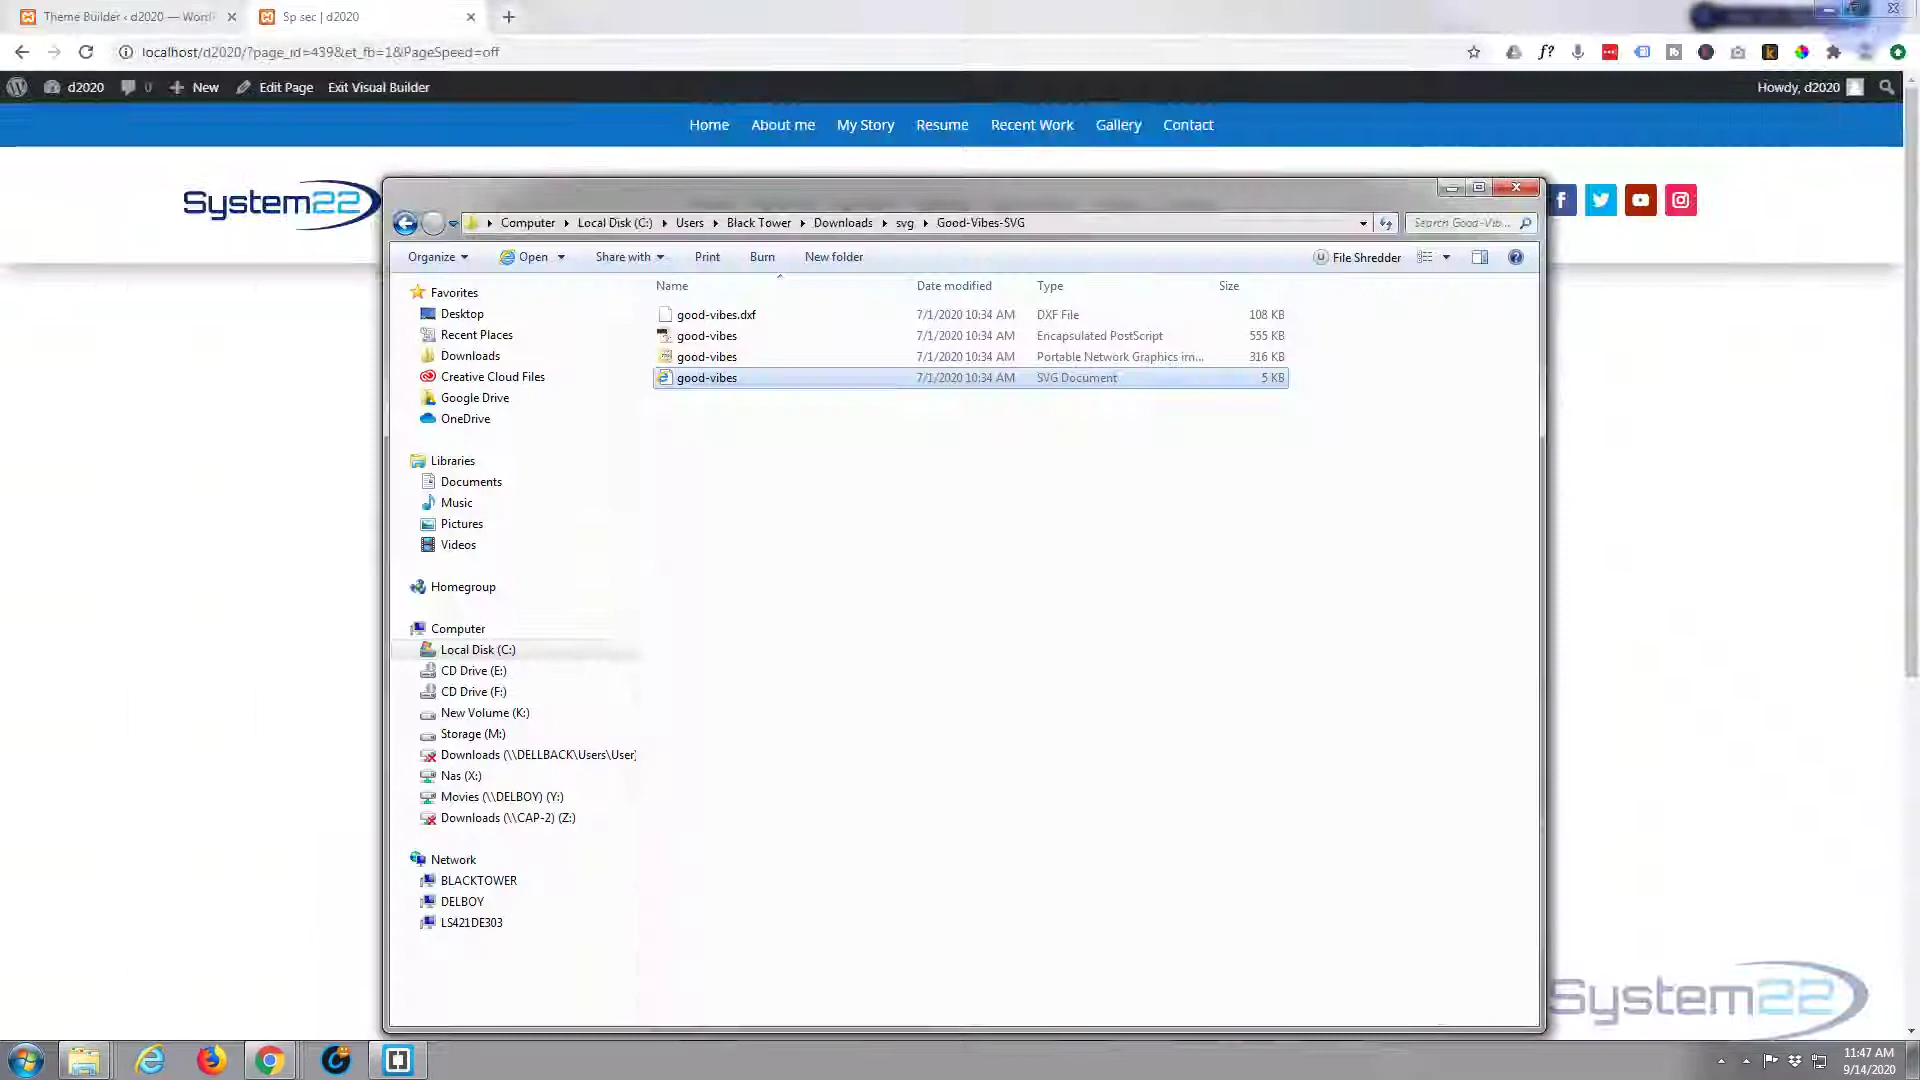 Theme Builder ‹ d2020 — Word
Sp sec | d2020
localhost/d2020/?page_id=439&et_fb=1&PageSpeed=off
f?
d2020
0
New
Edit Page
Exit Visual Builder
Howdy, d2020
Home
About me
My Story
Resume
Recent Work
Gallery
Contact
System22
Computer
Local Disk (C:)
Users
Black Tower
Downloads
svg
Good-Vibes-SVG
Search Good-Vib...
Organize
Open
Share with
Print
Burn
New folder
File Shredder
Name
Date modified
Type
Size
good-vibes.dxf 7/1/2020 10:34 AM DXF File 108 KB
good-vibes 7/1/2020 10:34 AM Encapsulated PostScript 555 KB
good-vibes 7/1/2020 10:34 AM Portable Network Graphics im... 316 KB
good-vibes 7/1/2020 10:34 AM SVG Document 5 KB
Favorites
Desktop
Recent Places
Downloads
Creative Cloud Files
Google Drive
OneDrive
Libraries
Documents
Music
Pictures
Videos
Homegroup
Computer
Local Disk (C:)
CD Drive (E:)
CD Drive (F:)
New Volume (K:)
Storage (M:)
Downloads (\\DELLBACK\Users\User)
Nas (X:)
Movies (\\DELBOY) (Y:)
Downloads (\\CAP-2) (Z:)
Network
BLACKTOWER
DELBOY
LS421DE303
System22
11:47 AM
9/14/2020